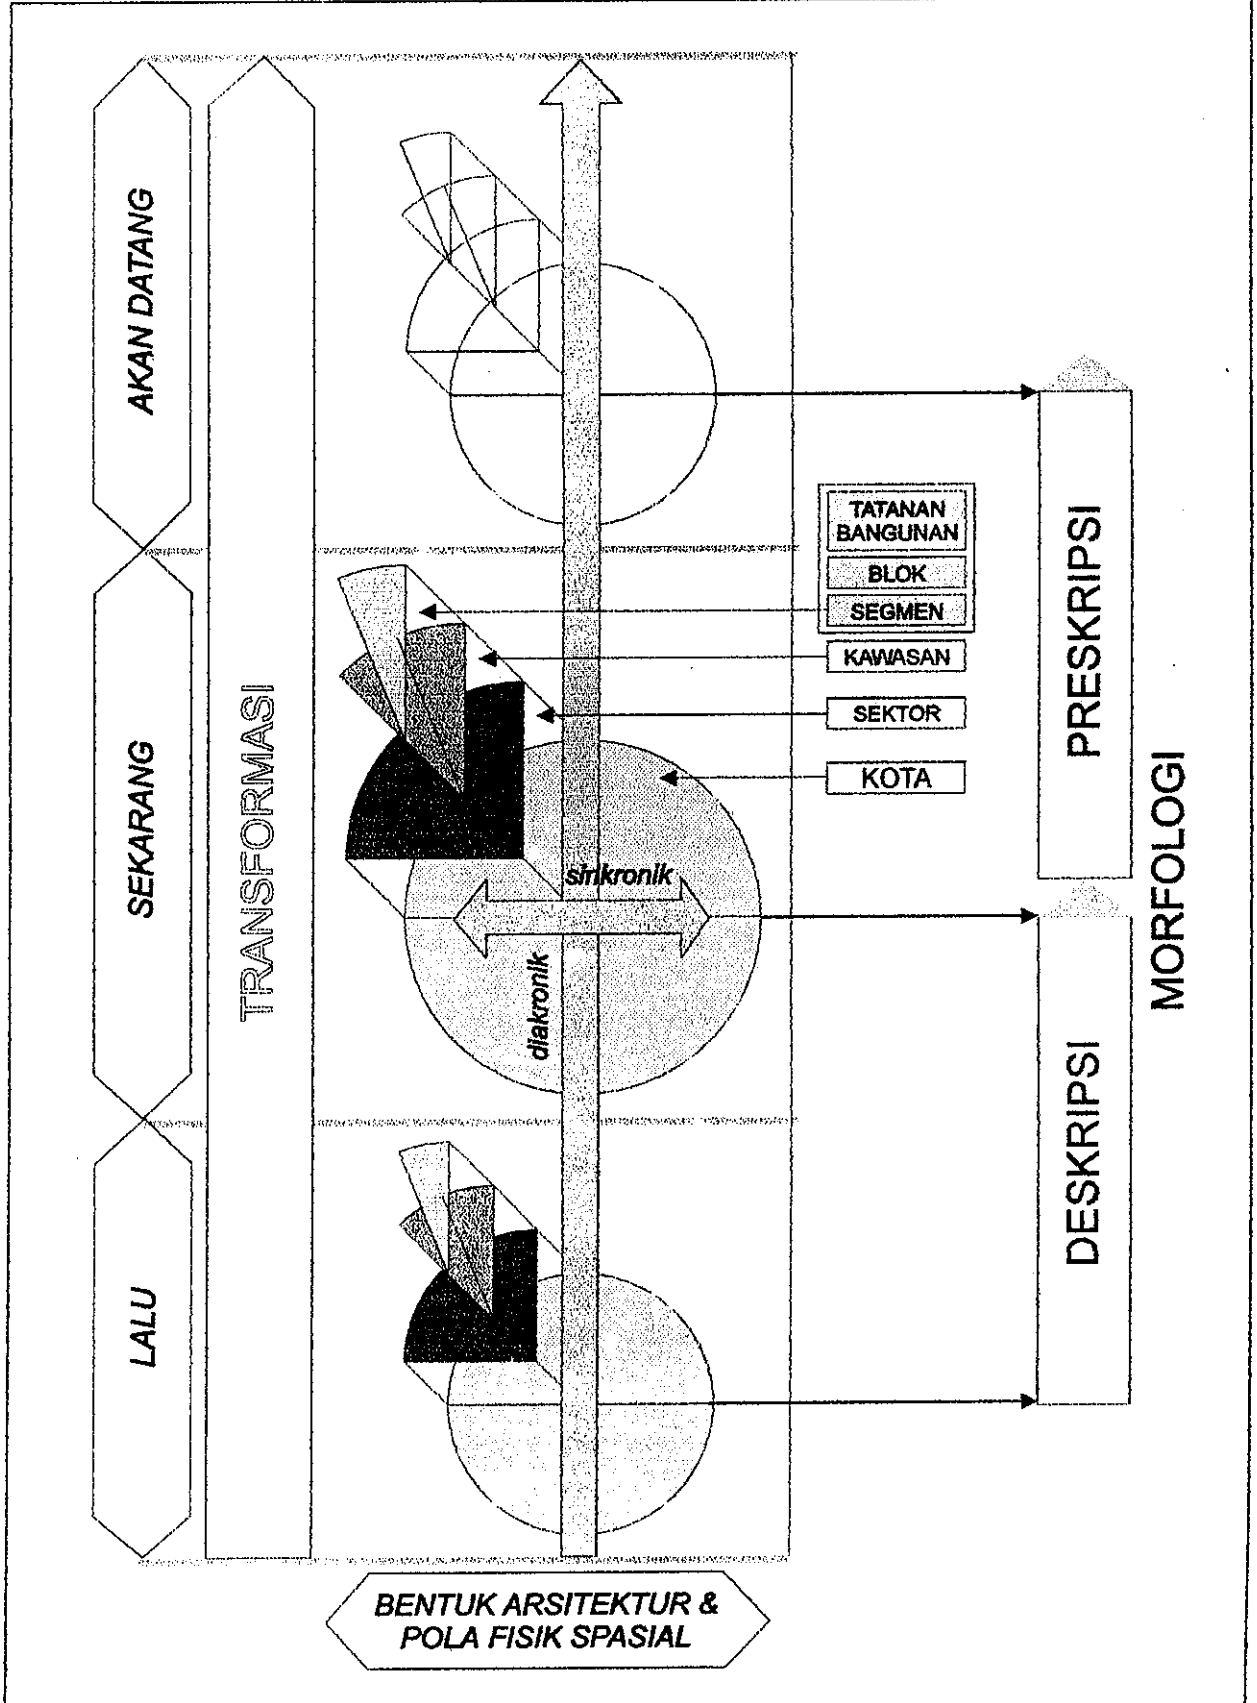 AKAN DATANG
SEKARANG
LALU
TRANSFORMASI
sinkronik
diakronik
TATANAN
BANGUNAN
BLOK
SEGMEN
KAWASAN
SEKTOR
KOTA
PRESKRIPSI
DESKRIPSI
MORFOLOGI
BENTUK ARSITEKTUR &
POLA FISIK SPASIAL